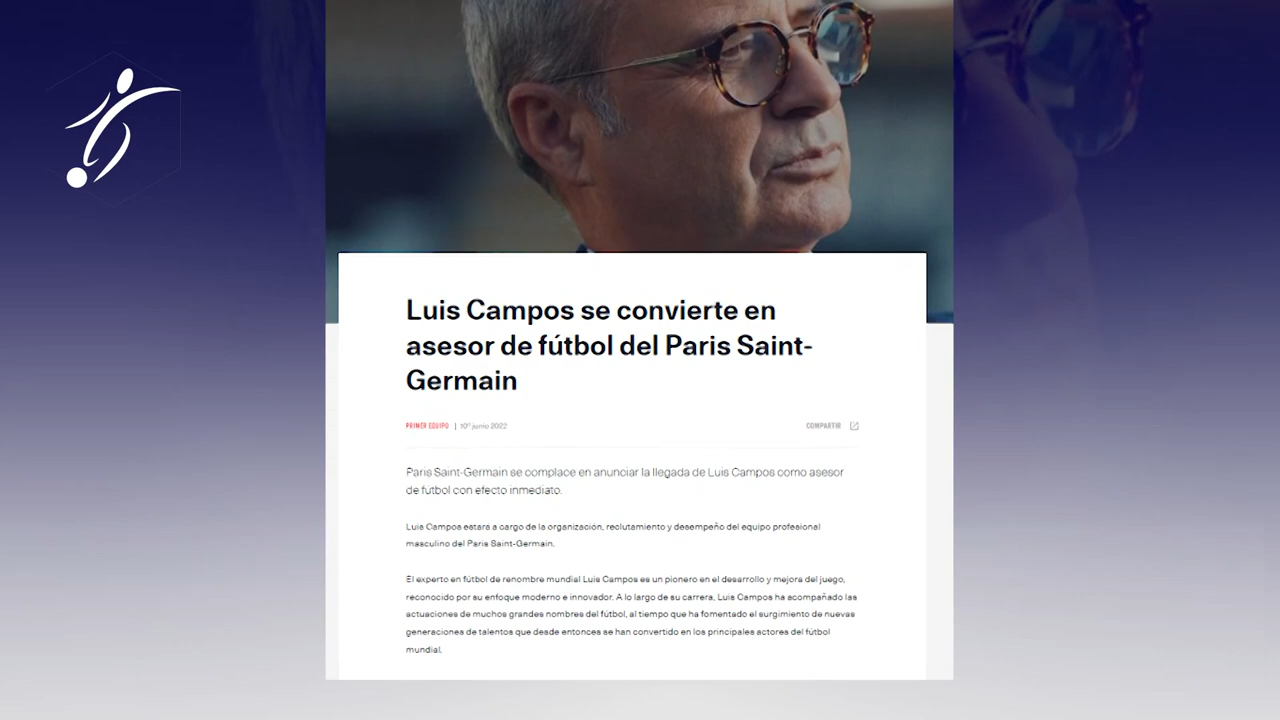 Luis Campos se convierte en
asesor de fútbol del Paris Saint-
Germain
PRIMER EQUIPO | 10º junio 2022
COMPARTIR
Paris Saint-Germain se complace en anunciar la llegada de Luis Campos como asesor
de fútbol con efecto inmediato.
Luis Campos estará a cargo de la organización, reclutamiento y desempeño del equipo profesional
masculino del Paris Saint-Germain.
El experto en fútbol de renombre mundial Luis Campos es un pionero en el desarrollo y mejora del juego,
reconocido por su enfoque moderno e innovador. A lo largo de su carrera, Luis Campos ha acompañado las
actuaciones de muchos grandes nombres del fútbol, al tiempo que ha fomentado el surgimiento de nuevas
generaciones de talentos que desde entonces se han convertido en los principales actores del fútbol
mundial.